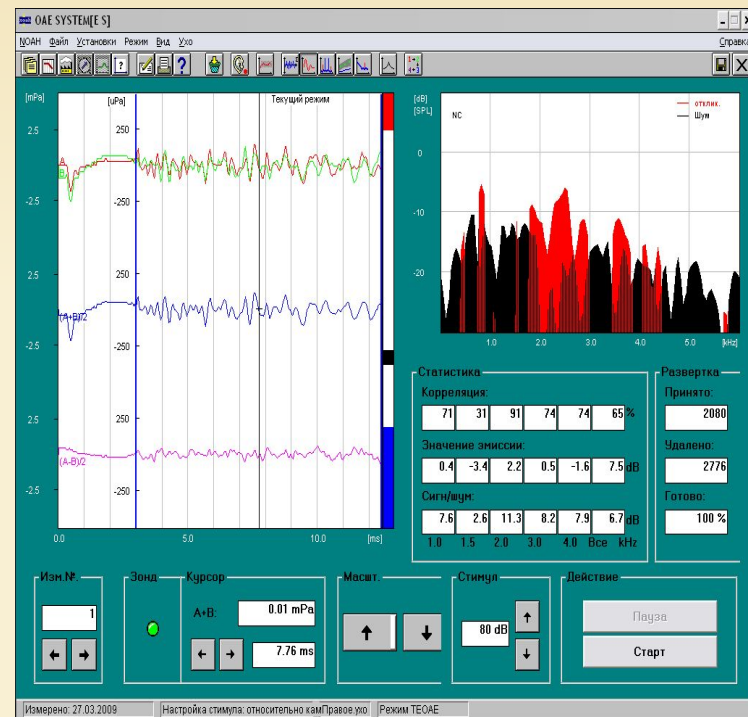 OAE SYSTEM[E S]
NOAH Файл Установки Режим Вид Ухо Справка
[mPa] [uPa] Текущий режим
2.5 250
B
-2.5 -250
2.5 250
(A+B)/2
-2.5 -250
2.5 250
(A-B)/2
-2.5 -250
0.0 5.0 10.0 [ms]
[dB]
[SPL]
NC
отклик.
Шум
0
-10
-20
1.0 2.0 3.0 4.0 5.0 [kHz]
Статистика
Корреляция:
71 31 91 74 74 65 %
Значение эмиссии:
0.4 -3.4 2.2 0.5 -1.6 7.5 dB
Сигн/шум:
7.6 2.6 11.3 8.2 7.9 6.7 dB
1.0 1.5 2.0 3.0 4.0 Все kHz
Развертка
Принято:
2080
Удалено:
2776
Готово:
100 %
Изм.№.
1
Зонд
Курсор
A+B: 0.01 mPa
7.76 ms
Масшт.
Стимул
80 dB
Действие
Пауза
Старт
Измерено: 27.03.2009 Настройка стимула: относительно кам Правое ухо Режим TEOAE